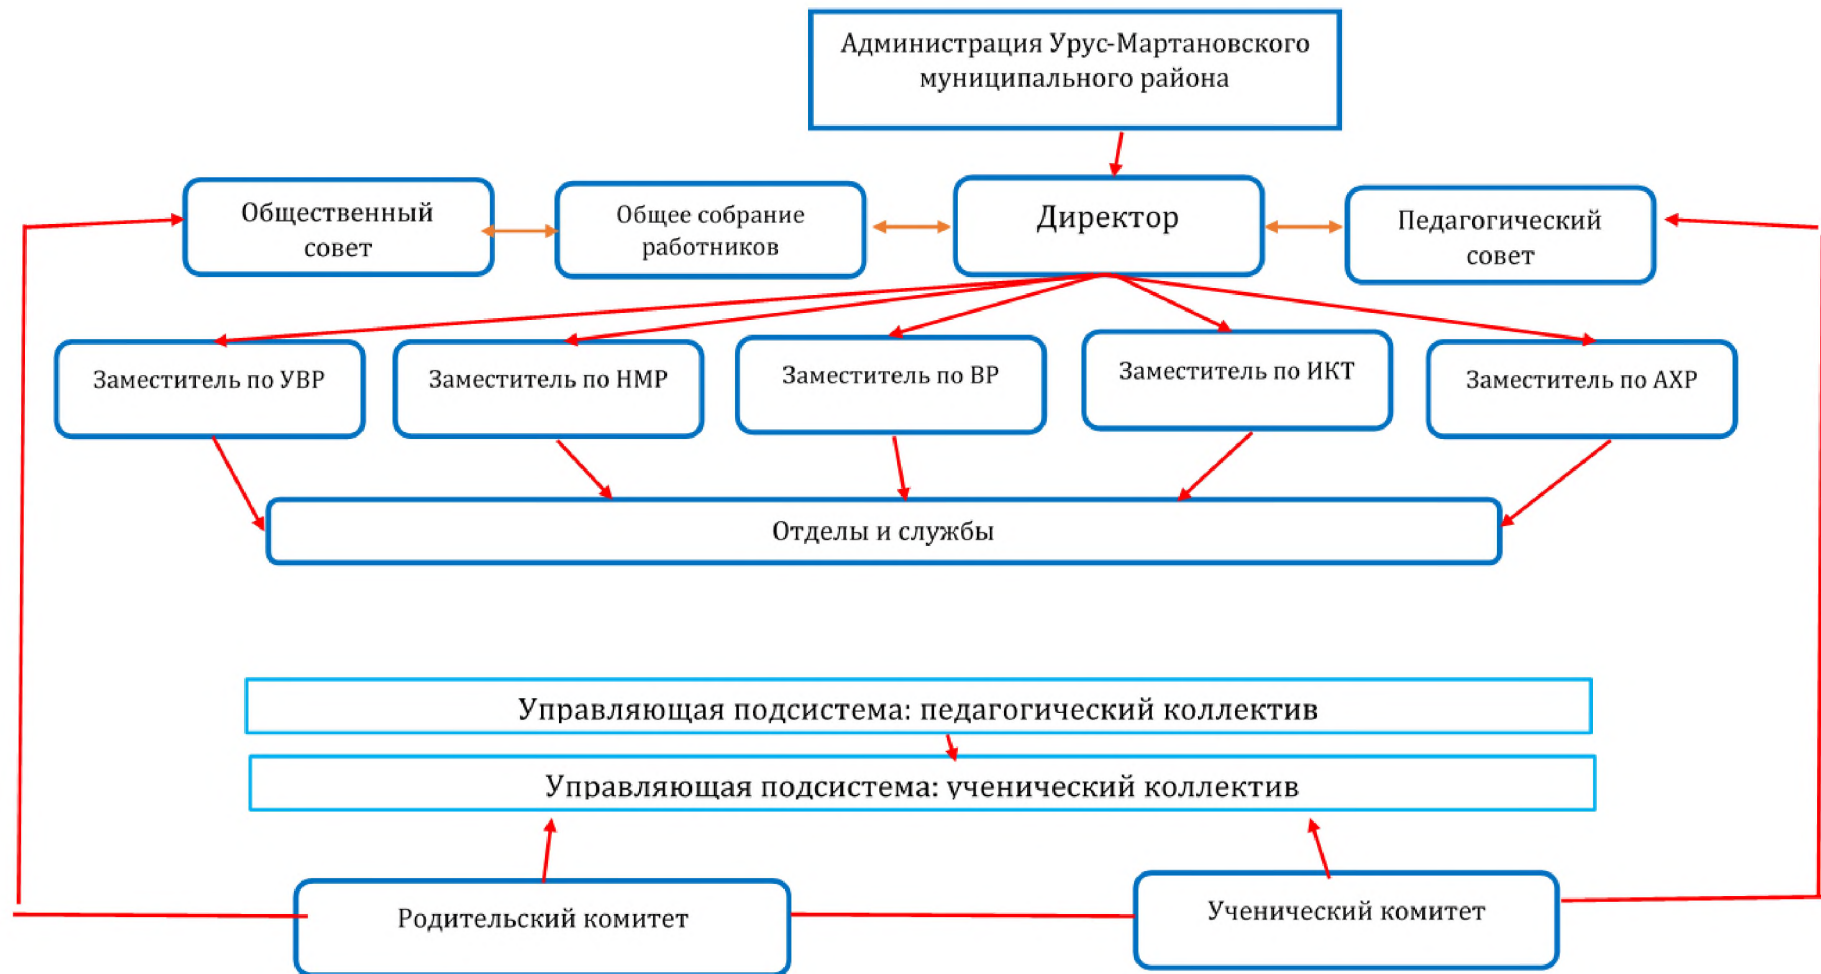 Администрация Урус-Мартановского
муниципального района
Общественный
совет
Общее собрание
работников
Директор
Педагогический
совет
Заместитель по УВР
Заместитель по НМР
Заместитель по ВР
Заместитель по ИКТ
Заместитель по АХР
Отделы и службы
Управляющая подсистема: педагогический коллектив
Управляющая подсистема: ученический коллектив
Родительский комитет
Ученический комитет